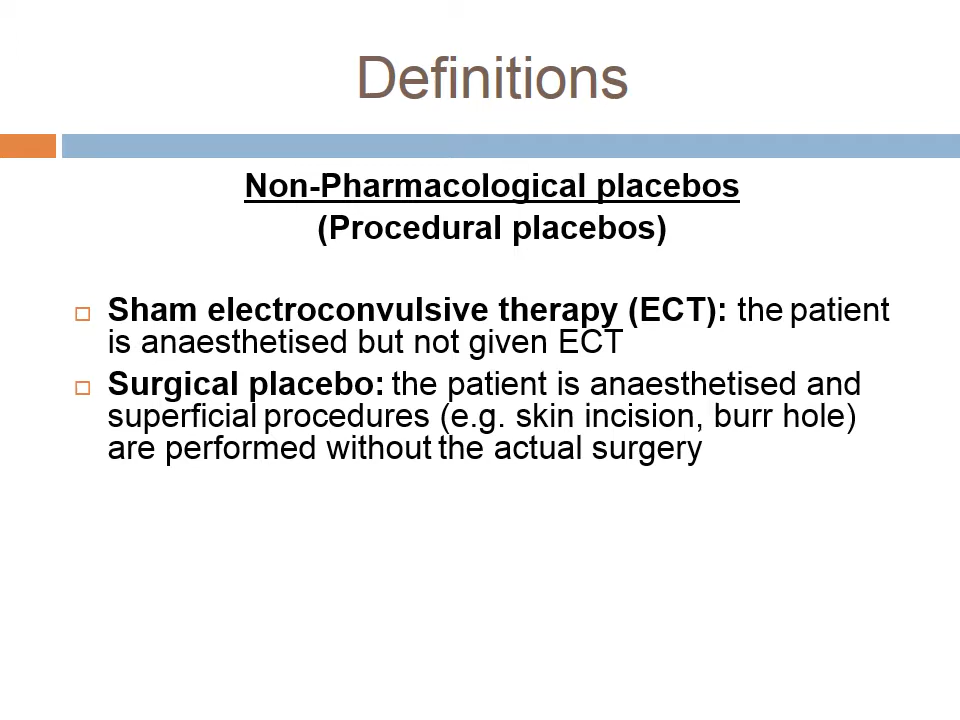 Definitions
Non-Pharmacological placebos
(Procedural placebos)
Sham electroconvulsive therapy (ECT): the patient
is anaesthetised but not given ECT
Surgical placebo: the patient is anaesthetised and
superficial procedures (e.g. skin incision, burr hole)
are performed without the actual surgery